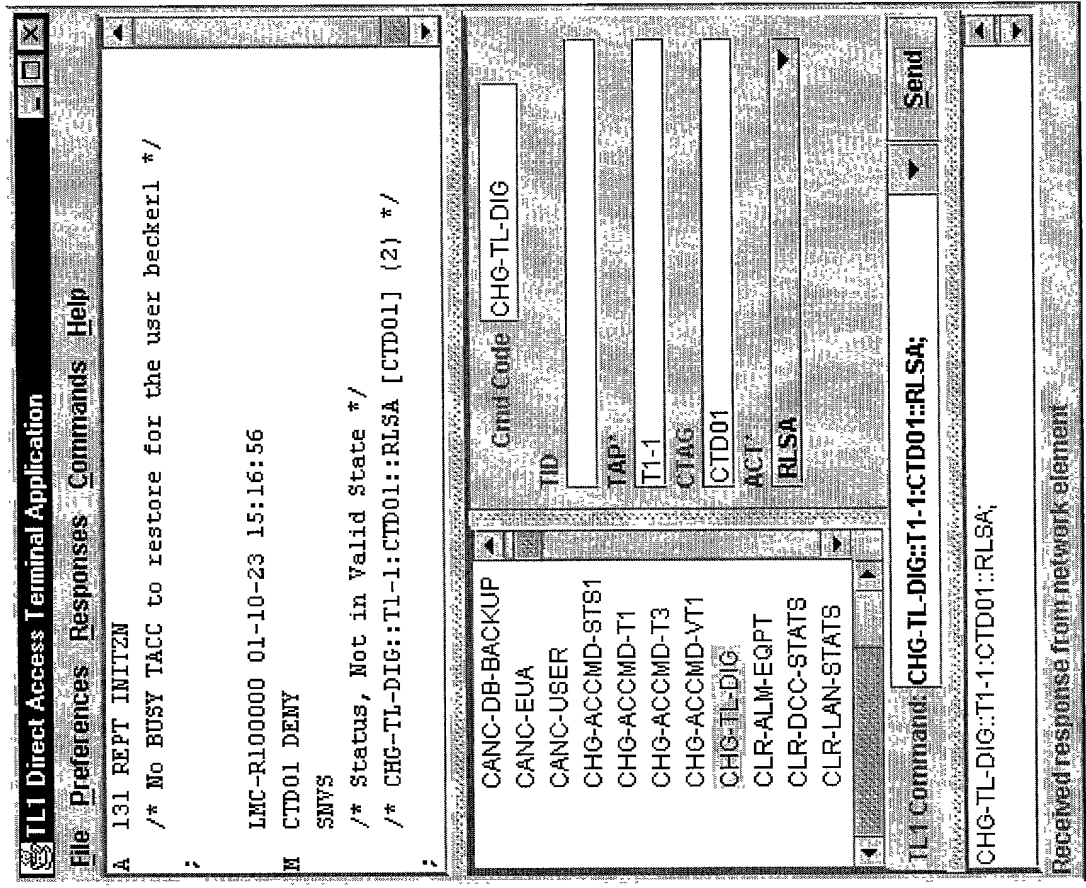 TL1 Direct Access Terminal Application
File Preferences Responses Commands Help
A 131 REPT INITZN
/* No BUSY TACC to restore for the user beckerl */
;
LMC-R100000 01-10-23 15:16:56
M CTD01 DENY
SNVS
/* Status, Not in Valid State */
/* CHG-TL-DIG::T1-1:CTD01::RLSA [CTD01] (2) */
;
CANC-DB-BACKUP
CANC-EUA
CANC-USER
CHG-ACCMD-STS1
CHG-ACCMD-T1
CHG-ACCMD-T3
CHG-ACCMD-VT1
CHG-TL-DIG
CLR-ALM-EQPT
CLR-DCC-STATS
CLR-LAN-STATS
Cmd Code CHG-TL-DIG
TID
TAP*
T1-1
CTAG
CTD01
ACT*
RLSA
TL1 Command: CHG-TL-DIG::T1-1:CTD01::RLSA; Send
CHG-TL-DIG::T1-1:CTD01::RLSA;
Received response from network element